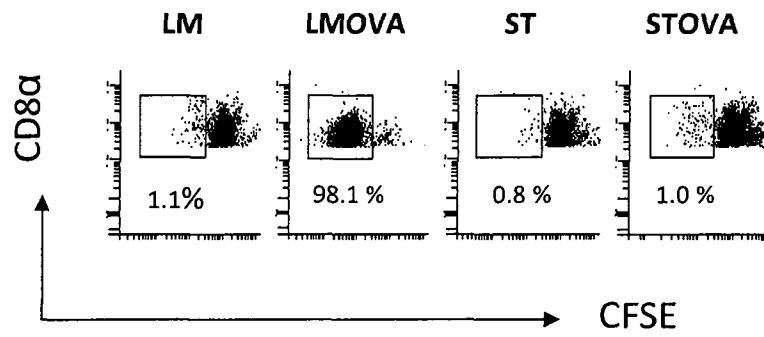 LM LMOVA ST STOVA
CD8α
1.1% 98.1 % 0.8 % 1.0 %
CFSE